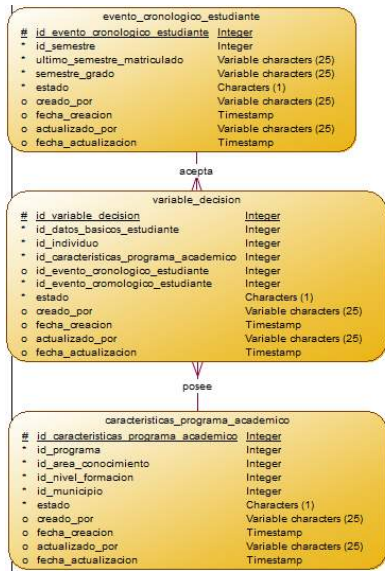 evento_cronologico_estudiante
# id_evento_cronologico_estudiante Integer
* id_semestre Integer
* ultimo_semestre_matriculado Variable characters (25)
* semestre_grado Variable characters (25)
* estado Characters (1)
o creado_por Variable characters (25)
o fecha_creacion Timestamp
o actualizado_por Variable characters (25)
o fecha_actualizacion Timestamp
acepta
variable_decision
# id_variable_decision Integer
* id_datos_basicos_estudiante Integer
* id_individuo Integer
* id_caracteristicas_programa_academico Integer
o id_evento_cronologico_estudiante Integer
* id_evento_cromologico_estudiante Integer
* estado Characters (1)
o creado_por Variable characters (25)
o fecha_creacion Timestamp
o actualizado_por Variable characters (25)
o fecha_actualizacion Timestamp
posee
caracteristicas_programa_academico
# id_caracteristicas_programa_academico Integer
* id_programa Integer
* id_area_conocimiento Integer
* id_nivel_formacion Integer
* id_municipio Integer
* estado Characters (1)
o creado_por Variable characters (25)
o fecha_creacion Timestamp
o actualizado_por Variable characters (25)
o fecha_actualizacion Timestamp